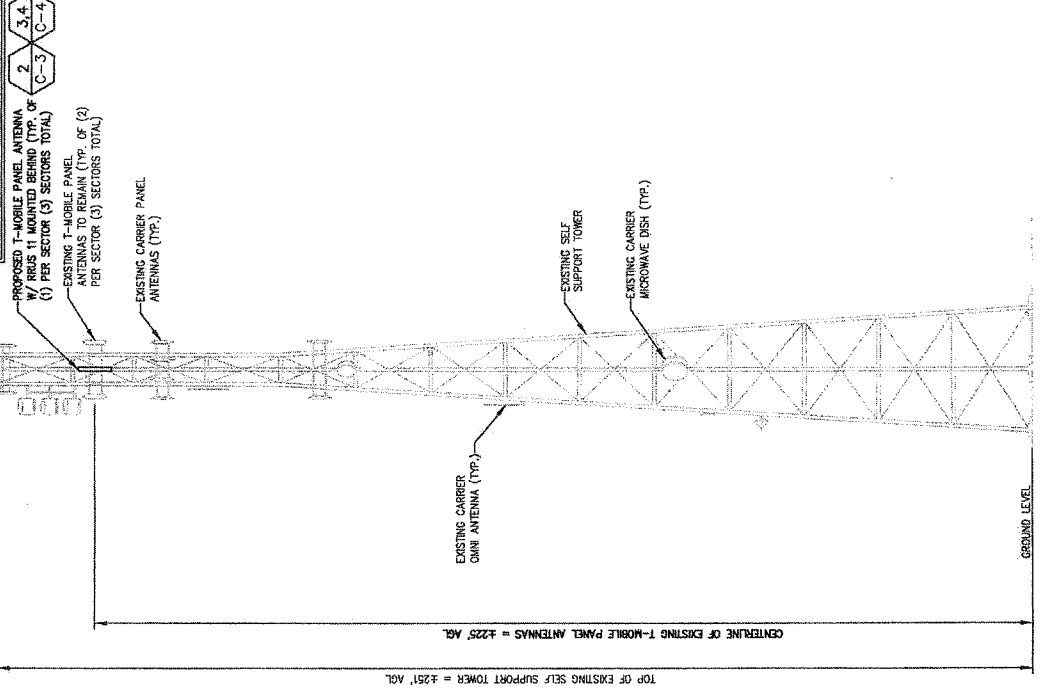 2
3,4
C-3
C-4
PROPOSED T-MOBILE PANEL ANTENNA
W/ RRUS 11 MOUNTED BEHIND (TYP. OF
(1) PER SECTOR (3) SECTORS TOTAL)
EXISTING T-MOBILE PANEL
ANTENNAS TO REMAIN (TYP. OF (2)
PER SECTOR (3) SECTORS TOTAL)
EXISTING CARRIER PANEL
ANTENNAS (TYP.)
EXISTING SELF
SUPPORT TOWER
EXISTING CARRIER
MICROWAVE DISH (TYP.)
EXISTING CARRIER
OMNI ANTENNA (TYP.)
GROUND LEVEL
CENTERLINE OF EXISTING T-MOBILE PANEL ANTENNAS = ±225' AGL
TOP OF EXISTING SELF SUPPORT TOWER = ±251' AGL